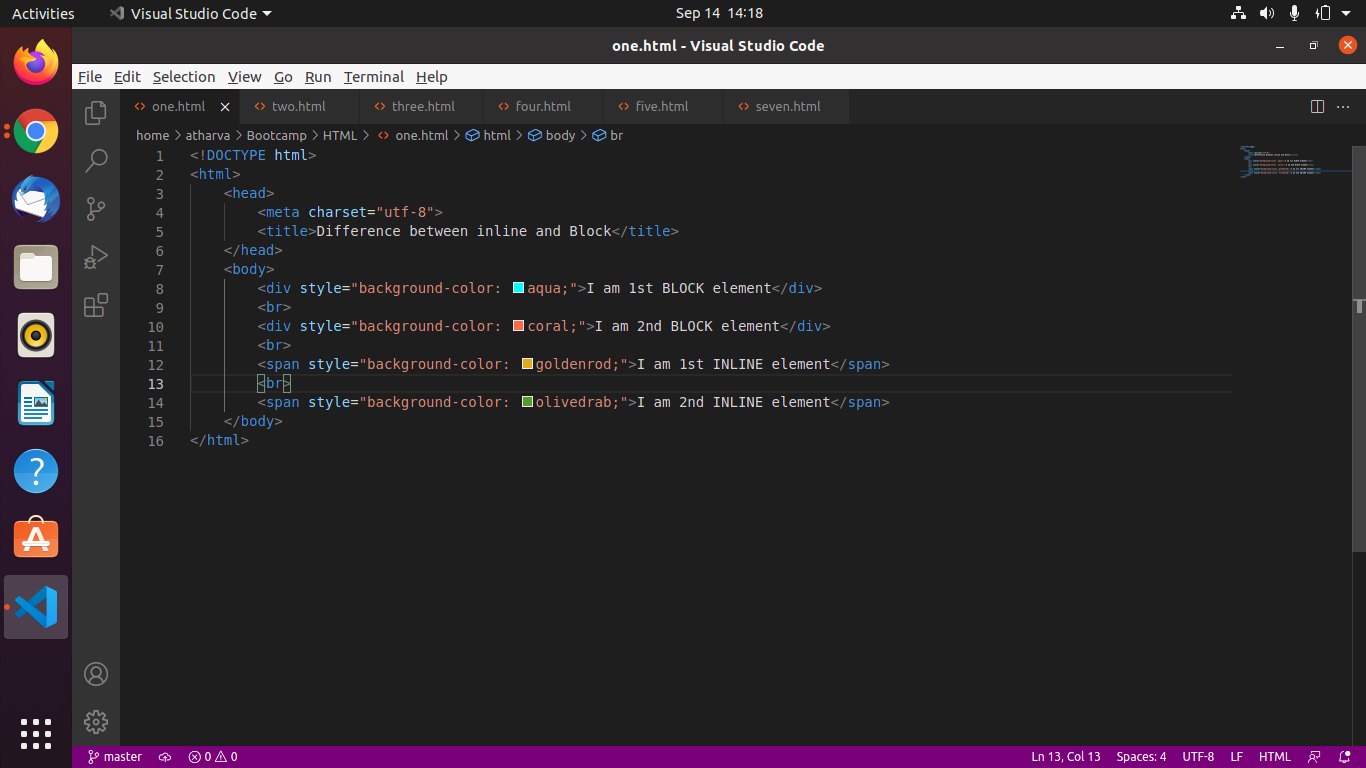 Activities Visual Studio Code Sep 14 14:18
one.html - Visual Studio Code
File Edit Selection View Go Run Terminal Help
one.html two.html three.html four.html five.html seven.html
home > atharva > Bootcamp > HTML > one.html > html > body > br
1 <!DOCTYPE html>
2 <html>
3 <head>
4 <meta charset="utf-8">
5 <title>Difference between inline and Block</title>
6 </head>
7 <body>
8 <div style="background-color: aqua;">I am 1st BLOCK element</div>
9 <br>
10 <div style="background-color: coral;">I am 2nd BLOCK element</div>
11 <br>
12 <span style="background-color: goldenrod;">I am 1st INLINE element</span>
13 <br>
14 <span style="background-color: olivedrab;">I am 2nd INLINE element</span>
15 </body>
16 </html>
master 0 0 Ln 13, Col 13 Spaces: 4 UTF-8 LF HTML